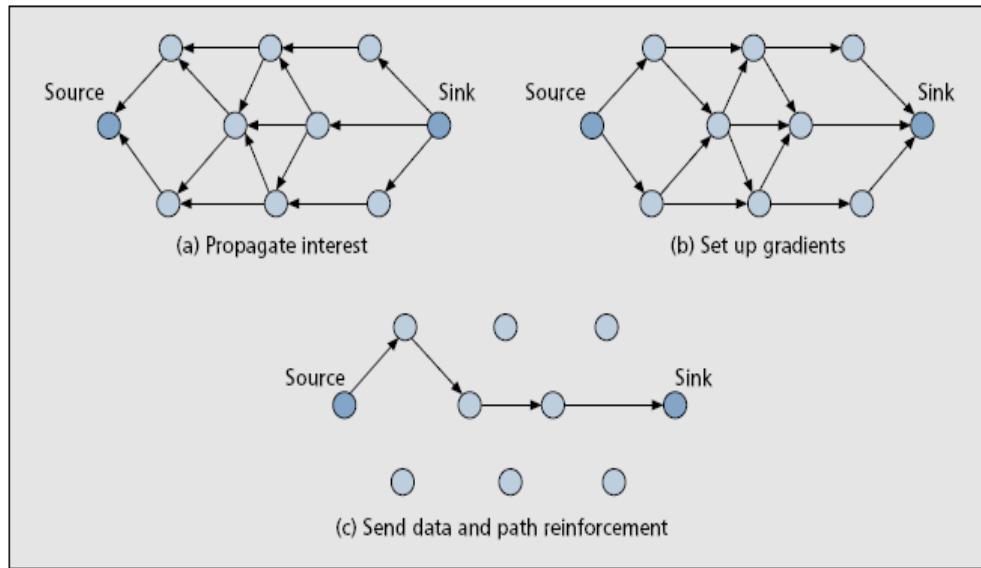 Source
Sink
(a) Propagate interest
Source
Sink
(b) Set up gradients
Source
Sink
(c) Send data and path reinforcement